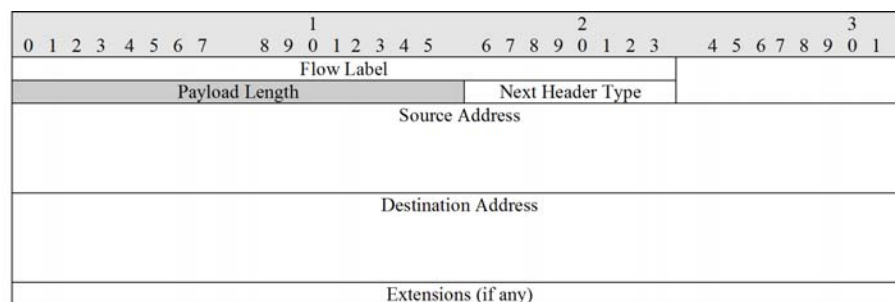 1 2 3
0 1 2 3 4 5 6 7 8 9 0 1 2 3 4 5 6 7 8 9 0 1 2 3 4 5 6 7 8 9 0 1
Flow Label
Payload Length Next Header Type
Source Address
Destination Address
Extensions (if any)